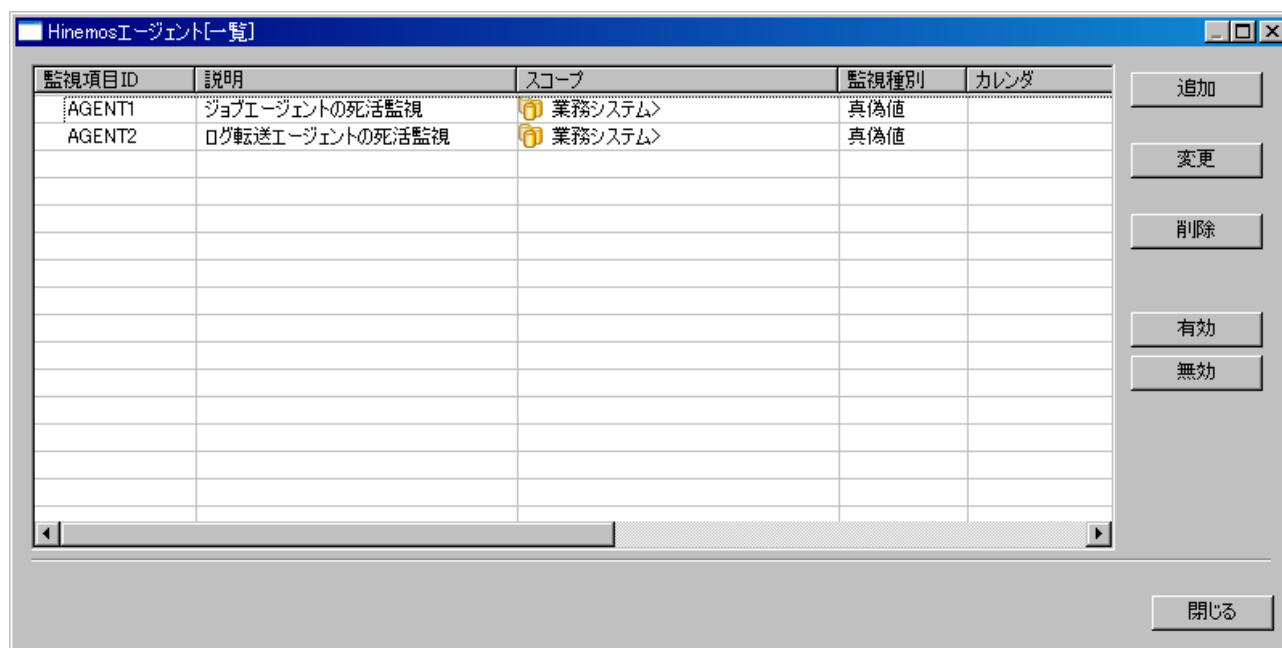 Hinemosエージェント[一覧]
監視項目ID 説明 スコープ 監視種別 カレンダ
AGENT1 ジョブエージェントの死活監視 業務システム> 真偽値
AGENT2 ログ転送エージェントの死活監視 業務システム> 真偽値
追加
変更
削除
有効
無効
閉じる